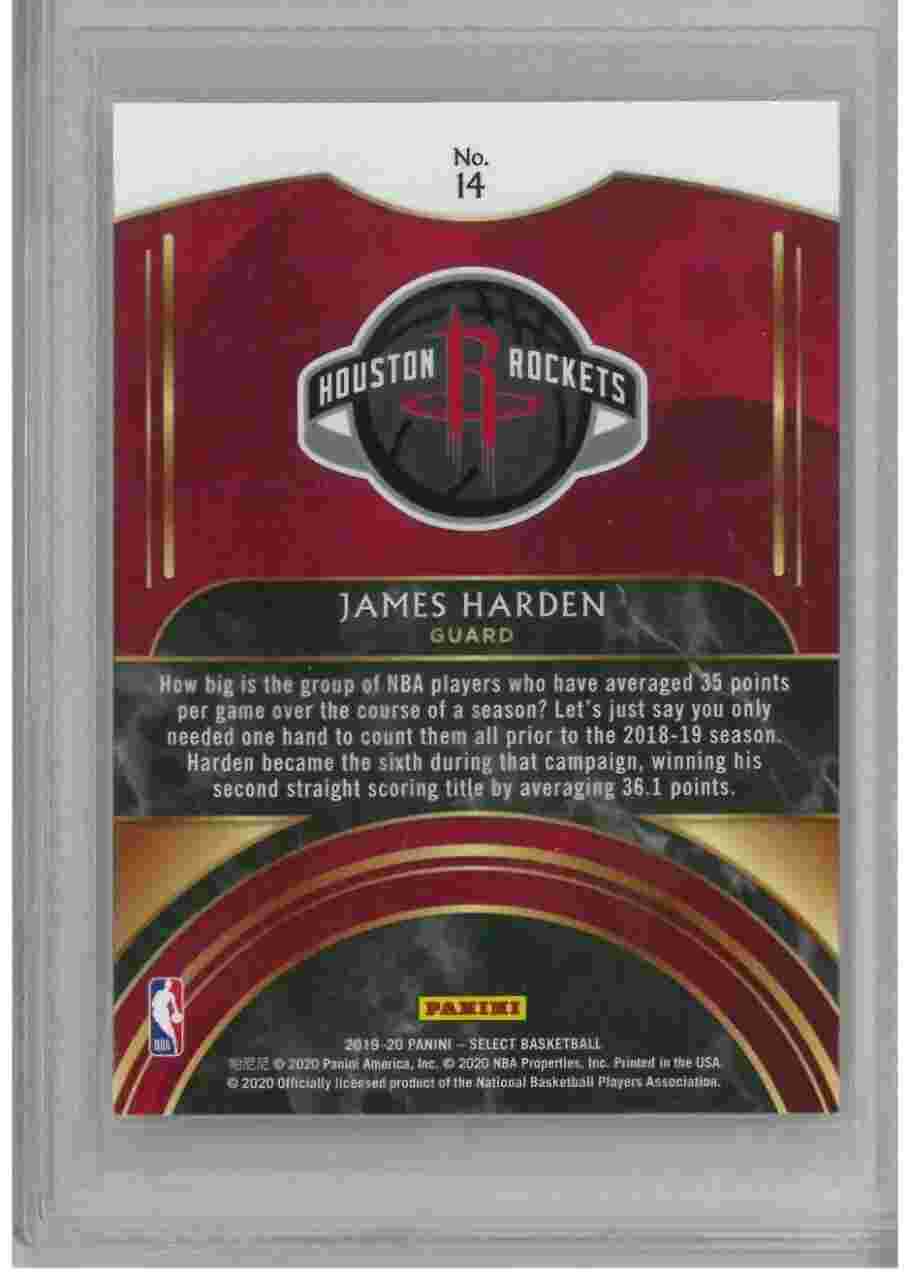 No.
14
HOUSTON ROCKETS
JAMES HARDEN
GUARD
How big is the group of NBA players who have averaged 35 points
per game over the course of a season? Let's just say you only
needed one hand to count them all prior to the 2018-19 season.
Harden became the sixth during that campaign, winning his
second straight scoring title by averaging 36.1 points.
PANINI
NBA
2019-20 PANINI – SELECT BASKETBALL
帕尼尼 © 2020 Panini America, Inc. © 2020 NBA Properties, Inc. Printed in the USA.
© 2020 Officially licensed product of the National Basketball Players Association.